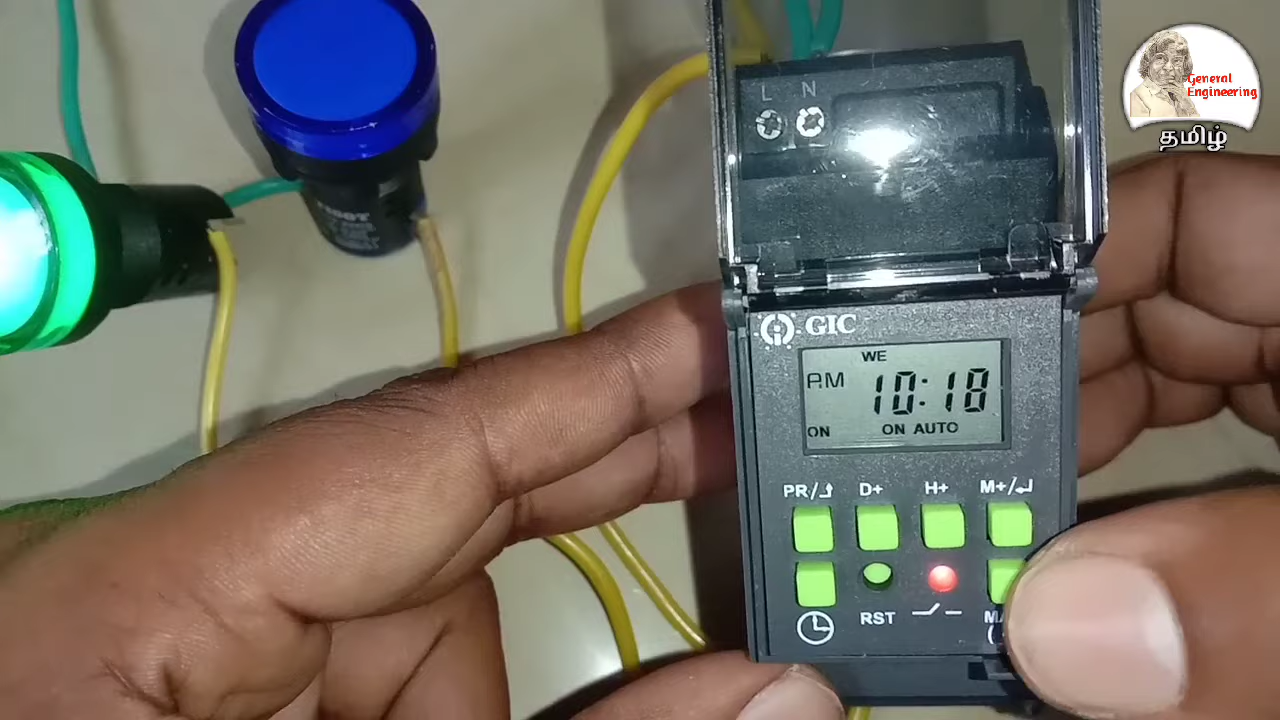 General
Engineering
தமிழ்
L N
GIC
WE
AM 10:18
ON ON AUTO
PR/ D+ H+ M+/
RST